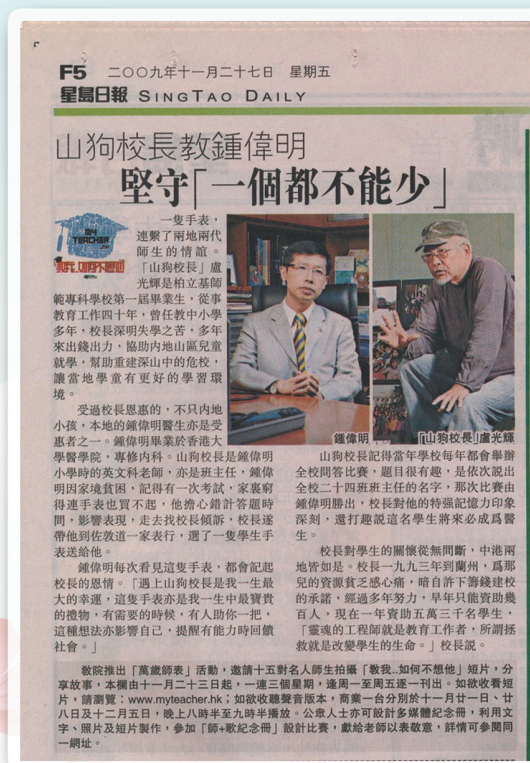 F5 二〇〇九年十一月二十七日 星期五
星島日報 SINGTAO DAILY
山狗校長教鍾偉明
堅守「一個都不能少」
MY TEACHER
一隻手表，
連繫了兩地兩代
師生的情誼。
「山狗校長」盧
光輝是柏立基師
範專科學校第一屆畢業生，從事
教育工作四十年，曾任教中小學
多年，校長深明失學之苦，多年
來出錢出力，協助內地山區兒童
就學，幫助重建深山中的危校，
讓當地學童有更好的學習環
境。
受過校長恩惠的，不只內地
小孩，本地的鍾偉明醫生亦是受
惠者之一。鍾偉明畢業於香港大
學醫學院，專修內科。山狗校長是鍾偉明
小學時的英文科老師，亦是班主任，鍾偉
明因家境貧困，記得有一次考試，家裏窮
得連手表也買不起，他擔心錯計答題時
間，影響表現，走去找校長傾訴，校長遂
帶他到佐敦道一家表行，選了一隻學生手
表送給他。
鍾偉明每次看見這隻手表，都會記起
校長的恩情。「遇上山狗校長是我一生最
大的幸運，這隻手表亦是我一生中最寶貴
的禮物，有需要的時候，有人助你一把，
這種想法亦影響自己，提醒有能力時回饋
社會。」
鍾偉明
「山狗校長」盧光輝
山狗校長記得當年學校每年都會舉辦
全校問答比賽，題目很有趣，是依次說出
全校二十四班班主任的名字，那次比賽由
鍾偉明勝出，校長對他的特强記憶力印象
深刻，還打趣說這名學生將來必成爲醫
生。
校長對學生的關懷從無間斷，中港兩
地皆如是。校長一九九三年到蘭州，爲那
兒的資源貧乏感心痛，暗自許下籌錢建校
的承諾，經過多年努力，早年只能資助幾
百人，現在一年資助五萬三千名學生，
「靈魂的工程師就是教育工作者，所謂拯
救就是改變學生的生命。」校長說。
教院推出「萬歲師表」活動，邀請十五對名人師生拍攝「敎我..如何不想他」短片，分
享故事，本欄由十一月二十三日起，一連三個星期，逢周一至周五逐一刊出。如欲收看短
片，請瀏覽：www.myteacher.hk；如欲收聽聲音版本，商業一台分別於十一月廿一日、廿
八日及十二月五日，晚上八時半至九時半播放。公眾人士亦可設計多媒體紀念冊，利用文
字、照片及短片製作，參加「師+歌紀念冊」設計比賽，獻給老師以表敬意，詳情可參閱同
一網址。